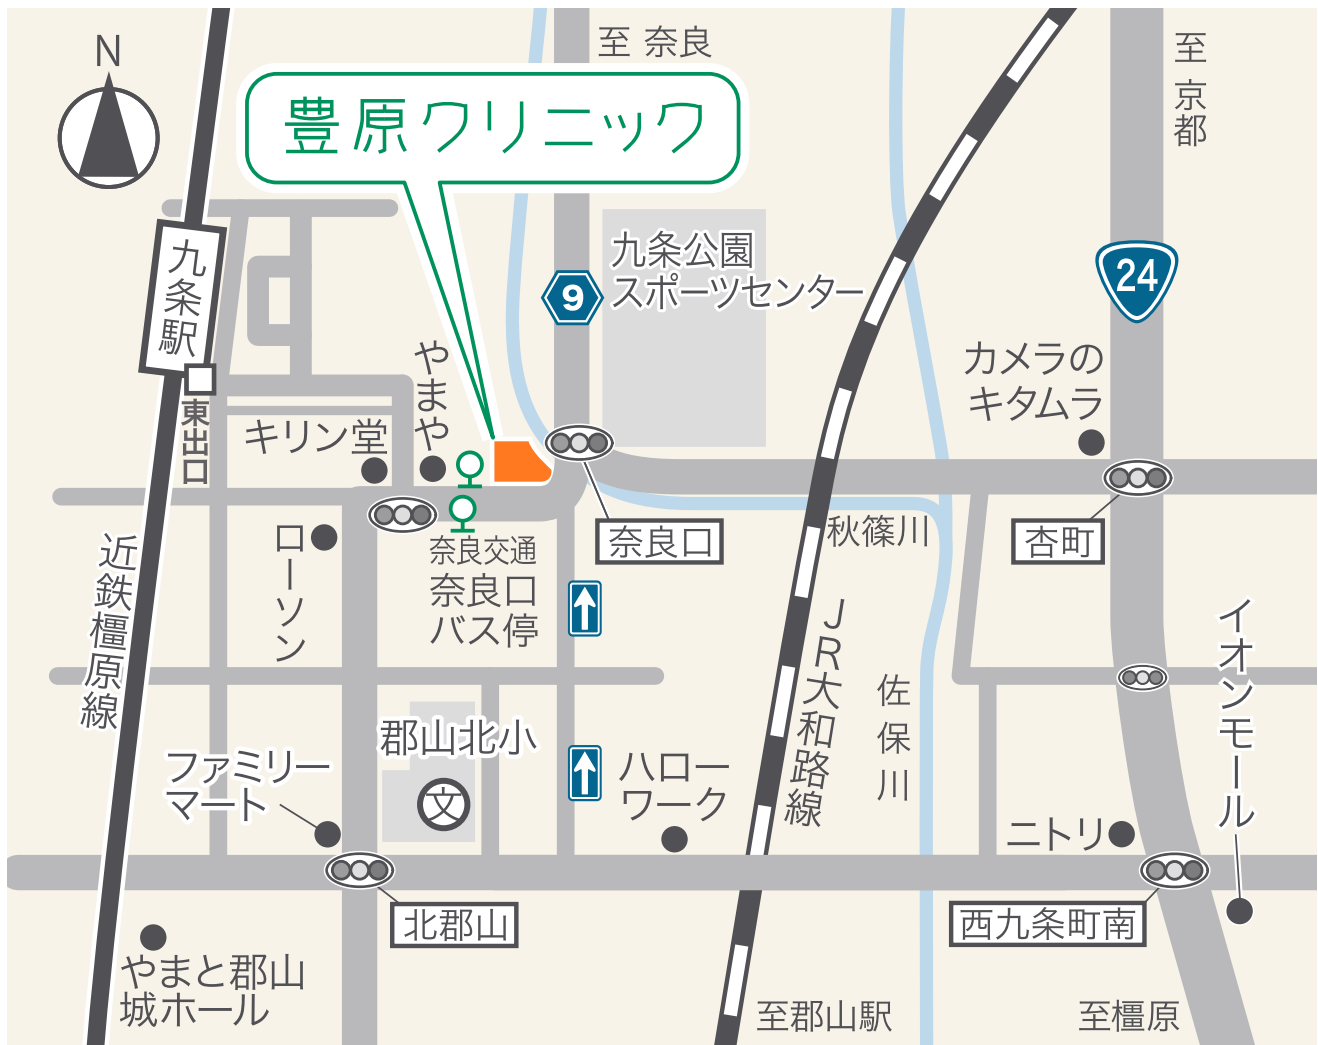 N
至 奈良
至京都
豊原クリニック
九条駅
東出口
九条公園
スポーツセンター
9
24
カメラの
キタムラ
やまや
キリン堂
ローソン
奈良交通
奈良口
バス停
奈良口
秋篠川
杏町
近鉄橿原線
JR大和路線
佐保川
イオンモール
郡山北小
文
ファミリー
マート
ハロー
ワーク
ニトリ
北郡山
西九条町南
やまと郡山
城ホール
至郡山駅
至橿原